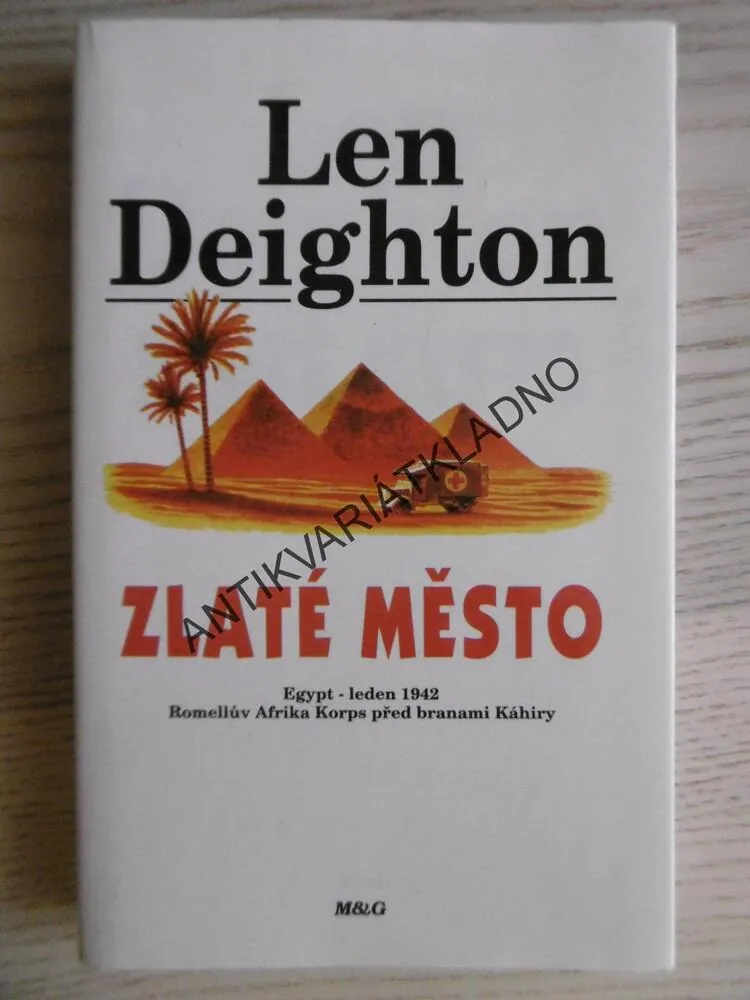 Len
Deighton
ANTIKVARIÁTKLADNO
ZLATÉ MĚSTO
Egypt - leden 1942
Romellův Afrika Korps před branami Káhiry
M&G